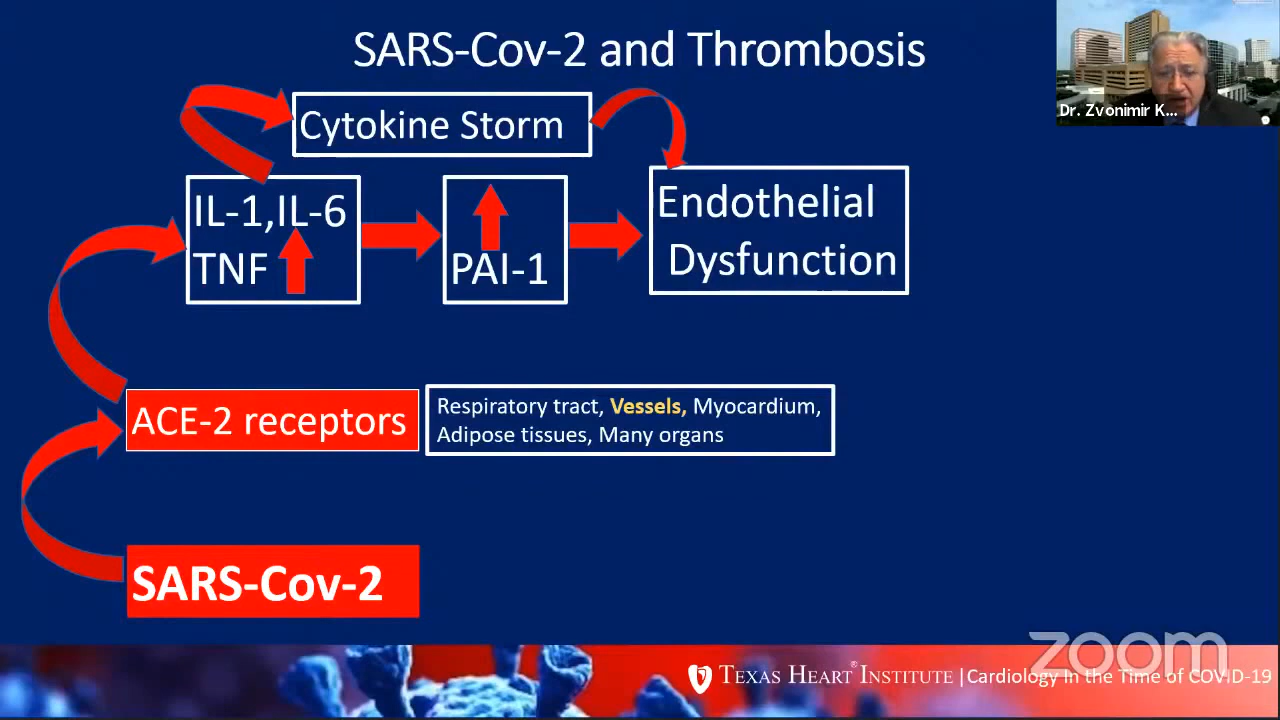 SARS-Cov-2 and Thrombosis
Dr. Zvonimir K...
Cytokine Storm
IL-1,IL-6
TNF
PAI-1
Endothelial
Dysfunction
ACE-2 receptors
Respiratory tract, Vessels, Myocardium,
Adipose tissues, Many organs
SARS-Cov-2
zoom
TEXAS HEART® INSTITUTE | Cardiology In the Time of COVID-19